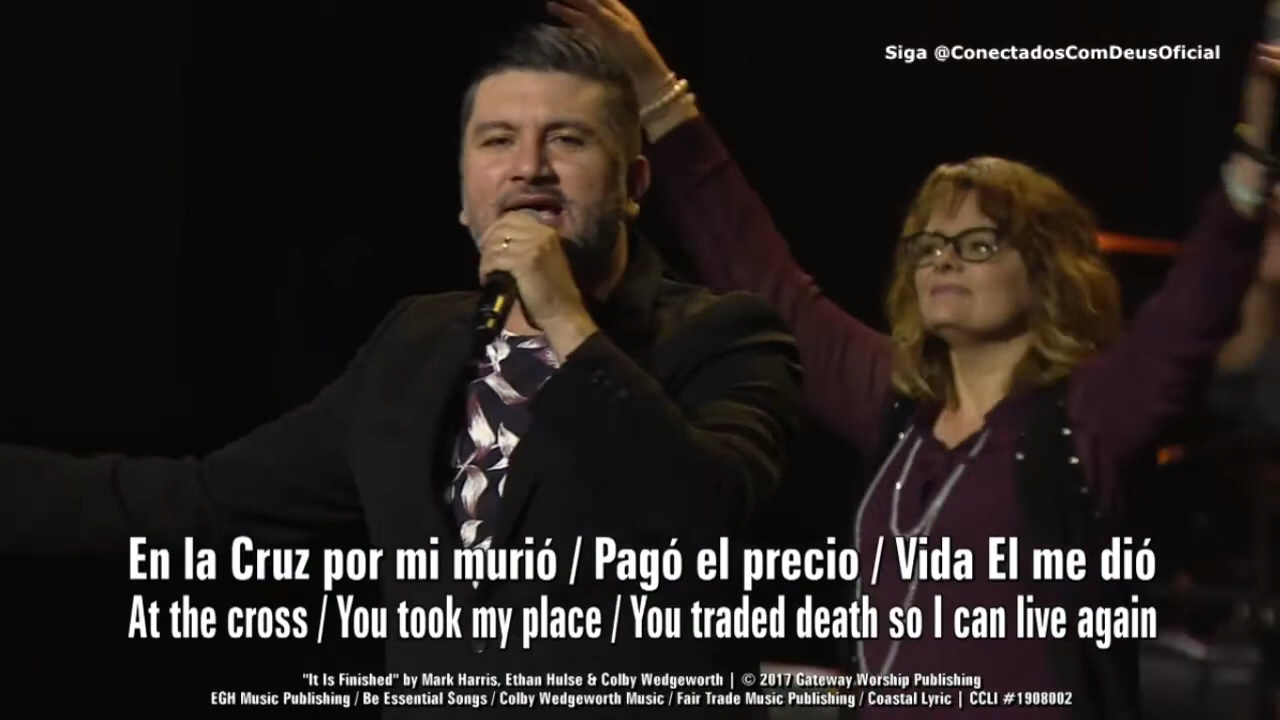 Siga @ConectadosComDeusOficial
En la Cruz por mi murió / Pagó el precio / Vida El me dió
At the cross / You took my place / You traded death so I can live again
"It Is Finished" by Mark Harris, Ethan Hulse & Colby Wedgeworth | © 2017 Gateway Worship Publishing
EGH Music Publishing / Be Essential Songs / Colby Wedgeworth Music / Fair Trade Music Publishing / Coastal Lyric | CCLI #1908002